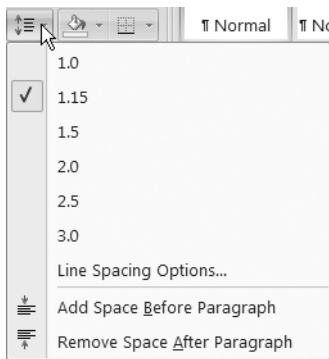 ¶ Normal ¶ No
1.0
1.15
1.5
2.0
2.5
3.0
Line Spacing Options...
Add Space Before Paragraph
Remove Space After Paragraph